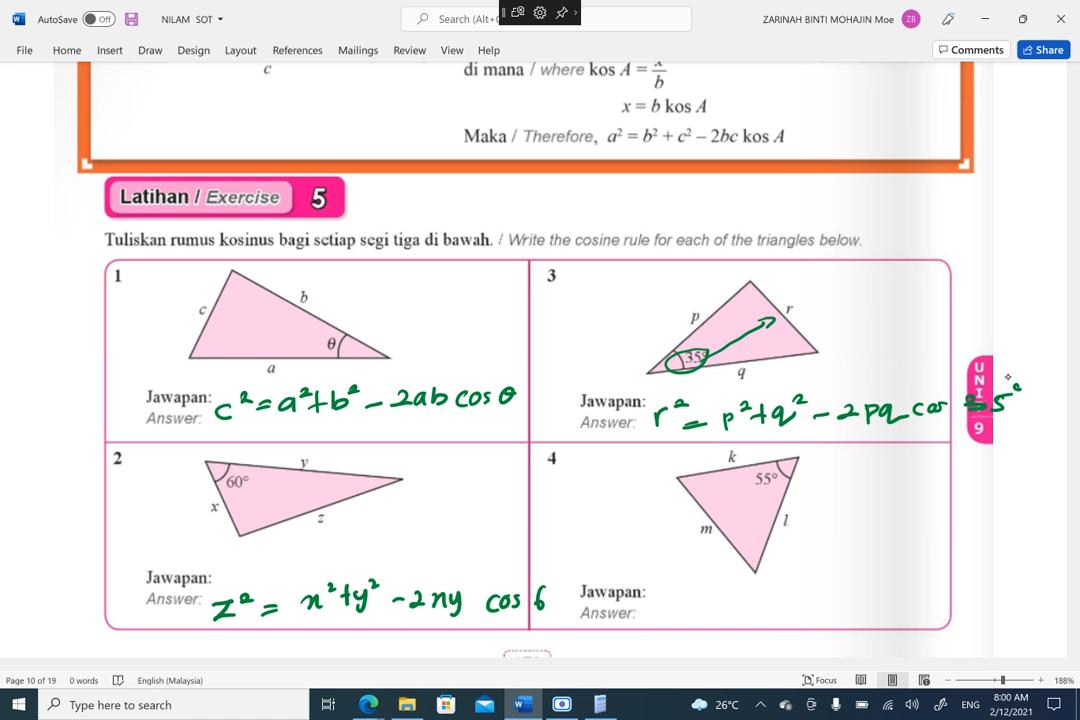 AutoSave Off NILAM SOT Search (Alt+ ZARINAH BINTI MOHAJIN Moe ZB
File Home Insert Draw Design Layout References Mailings Review View Help Comments Share
c
di mana / where kos A = x/b
x = b kos A
Maka / Therefore, a² = b² + c² – 2bc kos A
Latihan / Exercise 5
Tuliskan rumus kosinus bagi setiap segi tiga di bawah. / Write the cosine rule for each of the triangles below.
1
c
b
θ
a
Jawapan:
Answer:
c² = a² + b² – 2ab cos θ
3
p
r
35°
q
Jawapan:
Answer:
r² = p² + q² – 2pq cos 35°
UNI
9
2
60°
y
x
z
Jawapan:
Answer:
z² = x² + y² – 2xy cos 6
4
k
55°
m
l
Jawapan:
Answer:
Page 10 of 19 0 words English (Malaysia) Focus 188%
Type here to search 26°C ENG 8:00 AM
2/12/2021